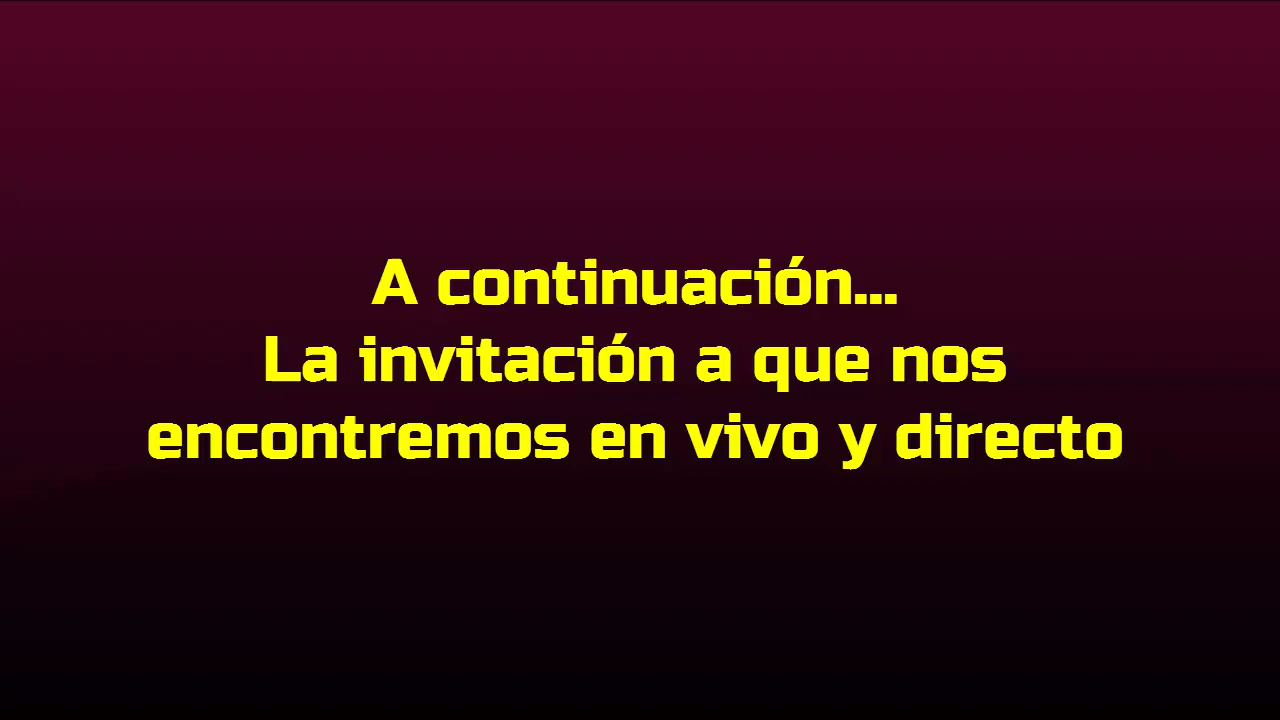 A continuación...
La invitación a que nos
encontremos en vivo y directo